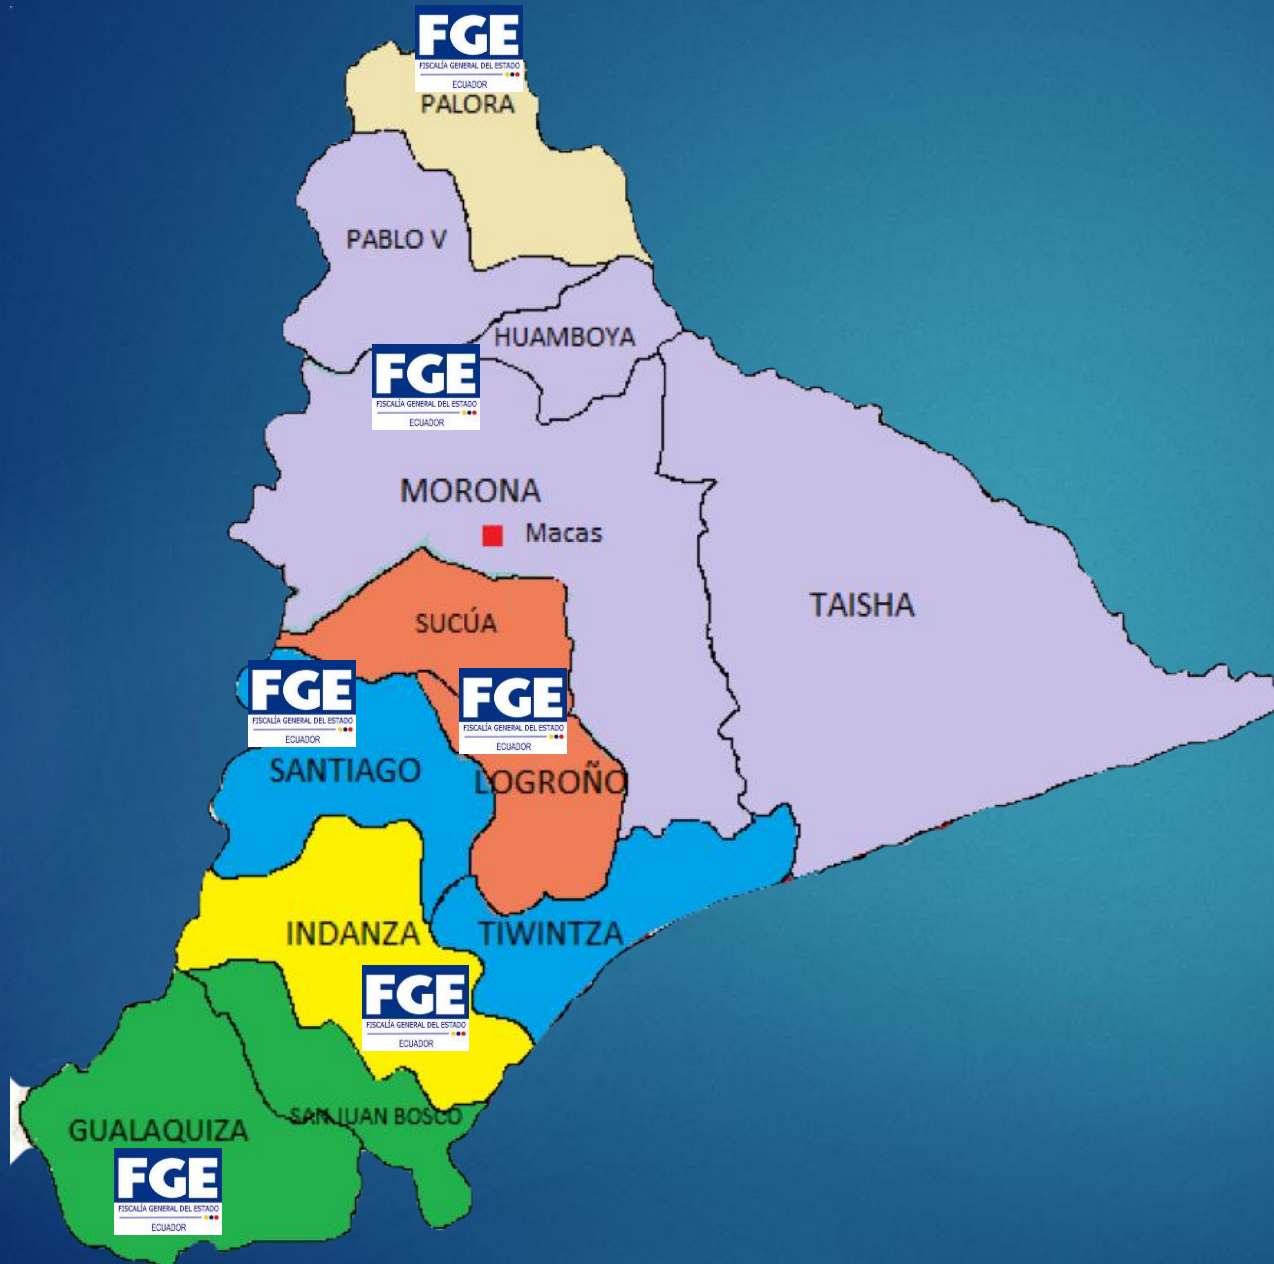 FGE
FISCALÍA GENERAL DEL ESTADO
ECUADOR
PALORA
PABLO V
HUAMBOYA
FGE
FISCALÍA GENERAL DEL ESTADO
ECUADOR
MORONA
Macas
TAISHA
SUCÚA
FGE
FISCALÍA GENERAL DEL ESTADO
ECUADOR
FGE
FISCALÍA GENERAL DEL ESTADO
ECUADOR
SANTIAGO
LOGROÑO
INDANZA
TIWINTZA
FGE
FISCALÍA GENERAL DEL ESTADO
ECUADOR
SAN JUAN BOSCO
GUALAQUIZA
FGE
FISCALÍA GENERAL DEL ESTADO
ECUADOR